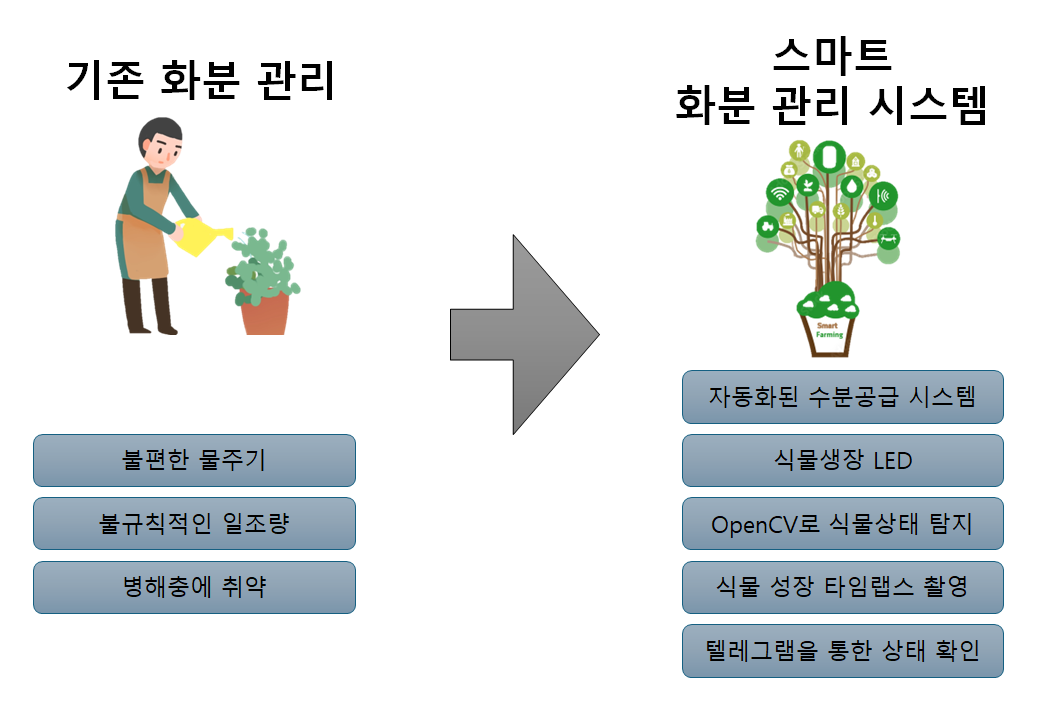 기존 화분 관리
불편한 물주기
불규칙적인 일조량
병해충에 취약
스마트
화분 관리 시스템
Smart
Farming
자동화된 수분공급 시스템
식물생장 LED
OpenCV로 식물상태 탐지
식물 성장 타임랩스 촬영
텔레그램을 통한 상태 확인